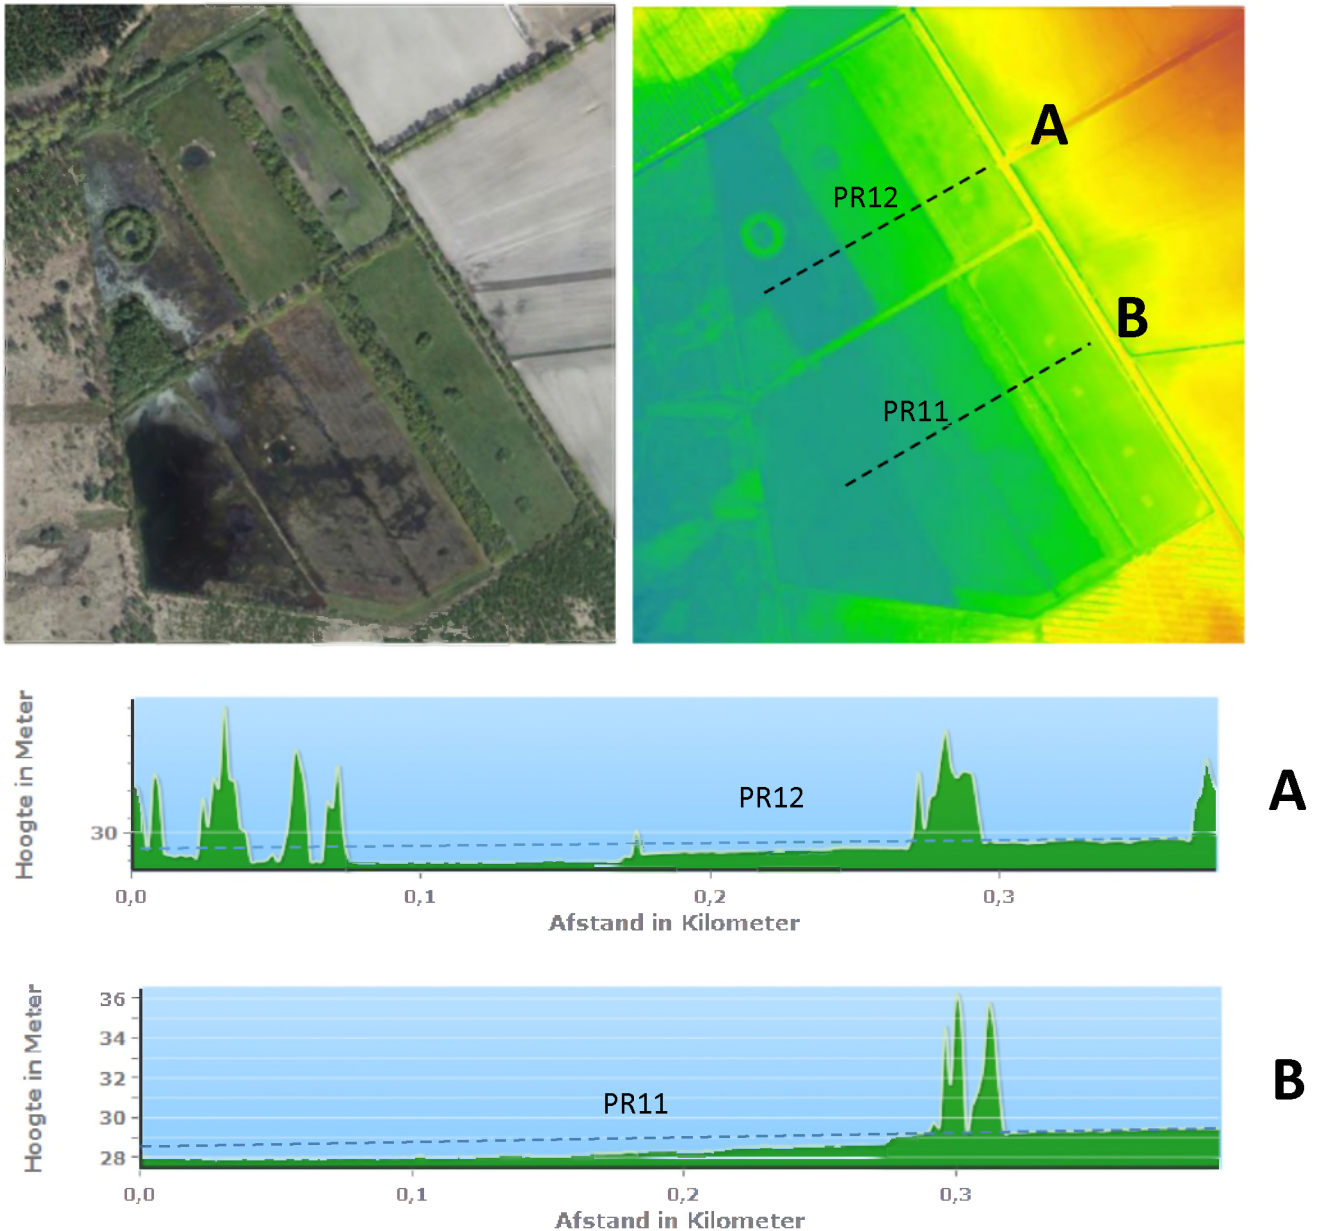 A
PR12
B
PR11
Hoogte in Meter
30
PR12
A
0,0 0,1 0,2 0,3
Afstand in Kilometer
Hoogte in Meter
36
34
32
30
28
PR11
B
0,0 0,1 0,2 0,3
Afstand in Kilometer